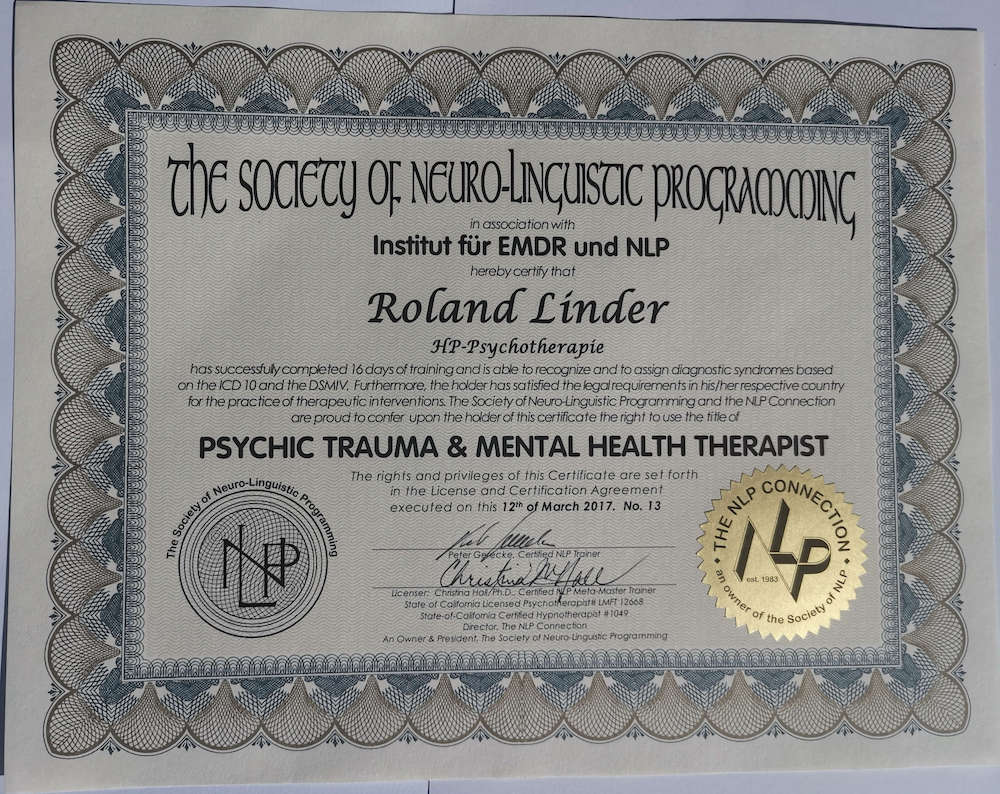 The Society of Neuro-Linguistic Programming
in association with
Institut für EMDR und NLP
hereby certify that
Roland Linder
HP-Psychotherapie
has successfully completed 16 days of training and is able to recognize and to assign diagnostic syndromes based
on the ICD 10 and the DSMIV. Furthermore, the holder has satisfied the legal requirements in his/her respective country
for the practice of therapeutic interventions. The Society of Neuro-Linguistic Programming and the NLP Connection
are proud to confer upon the holder of this certificate the right to use the title of
PSYCHIC TRAUMA & MENTAL HEALTH THERAPIST
The rights and privileges of this Certificate are set forth
in the License and Certification Agreement
executed on this 12th of March 2017. No. 13
The Society of Neuro-Linguistic Programming
NLP
Peter Gerecke, Certified NLP Trainer
Christina M Hall
Licenser: Christina Hall, Ph.D., Certified NLP Meta-Master Trainer
State of California Licensed Psychotherapist# LMFT 12668
State-of-California Certified Hypnotherapist #1049
Director, The NLP Connection
An Owner & President, The Society of Neuro-Linguistic Programming
THE NLP CONNECTION
NLP
est. 1983
an owner of the Society of NLP